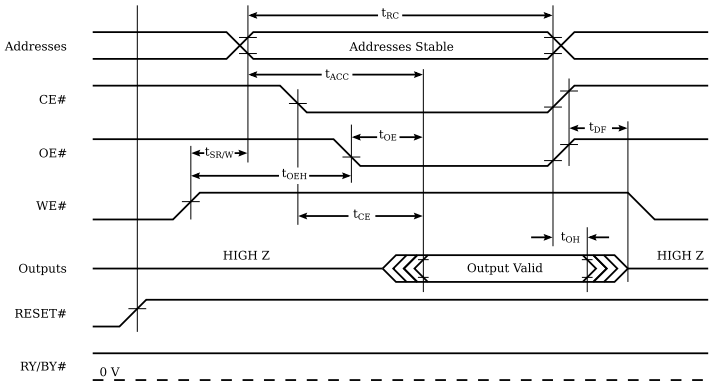 tRC
Addresses
Addresses Stable
tACC
CE#
tDF
tOE
OE#
tSR/W
tOEH
WE#
tCE
tOH
HIGH Z
HIGH Z
Outputs
Output Valid
RESET#
RY/BY#
0 V